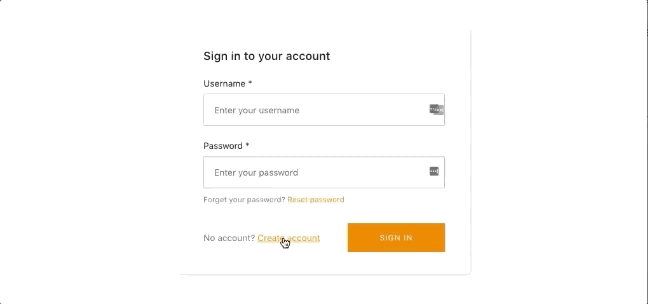 Sign in to your account
Username *
Enter your username
Password *
Enter your password
Forget your password? Reset password
No account? Create account SIGN IN